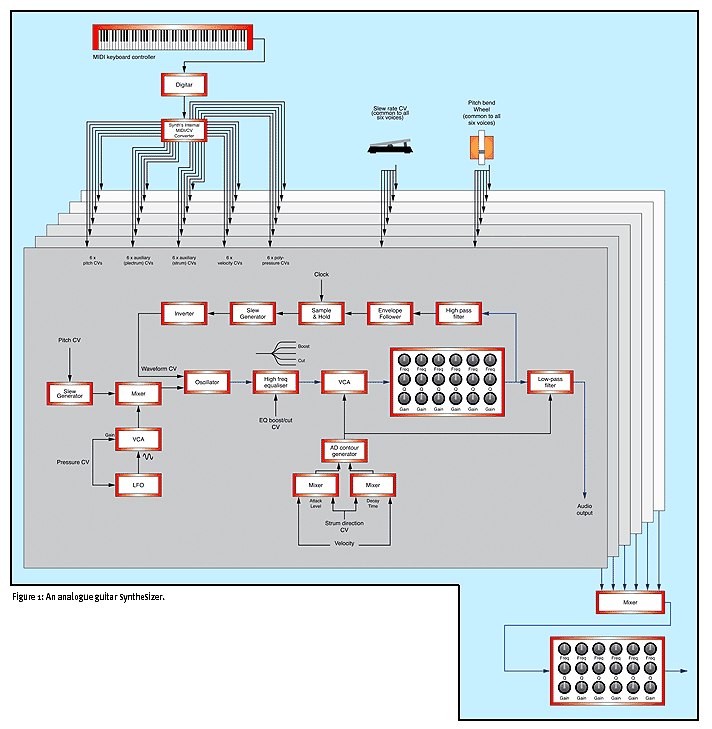 MIDI keyboard controller
Digitar
Synth's internal
MIDI/CV
Converter
Slew rate CV
(common to all
six voices)
Pitch bend
Wheel
(common to all
six voices)
6 x
pitch CVs
6 x auxiliary
(plectrum) CVs
6 x auxiliary
(strum) CVs
6 x
velocity CVs
6 x poly-
pressure CVs
Clock
Inverter
Slew
Generator
Sample
& Hold
Envelope
Follower
High pass
filter
Pitch CV
Waveform CV
Boost
Cut
Slew
Generator
Mixer
Oscillator
High freq
equaliser
VCA
Freq Freq Freq Freq Freq Freq
Q Q Q Q Q Q
Gain Gain Gain Gain Gain Gain
Low-pass
filter
EQ boost/cut
CV
Gain
VCA
Pressure CV
LFO
AD contour
generator
Mixer
Mixer
Attack
Level
Decay
Time
Strum direction
CV
Velocity
Audio
output
Figure 1: An analogue guitar SyntheSizer.
Mixer
Freq Freq Freq Freq Freq Freq
Q Q Q Q Q Q
Gain Gain Gain Gain Gain Gain